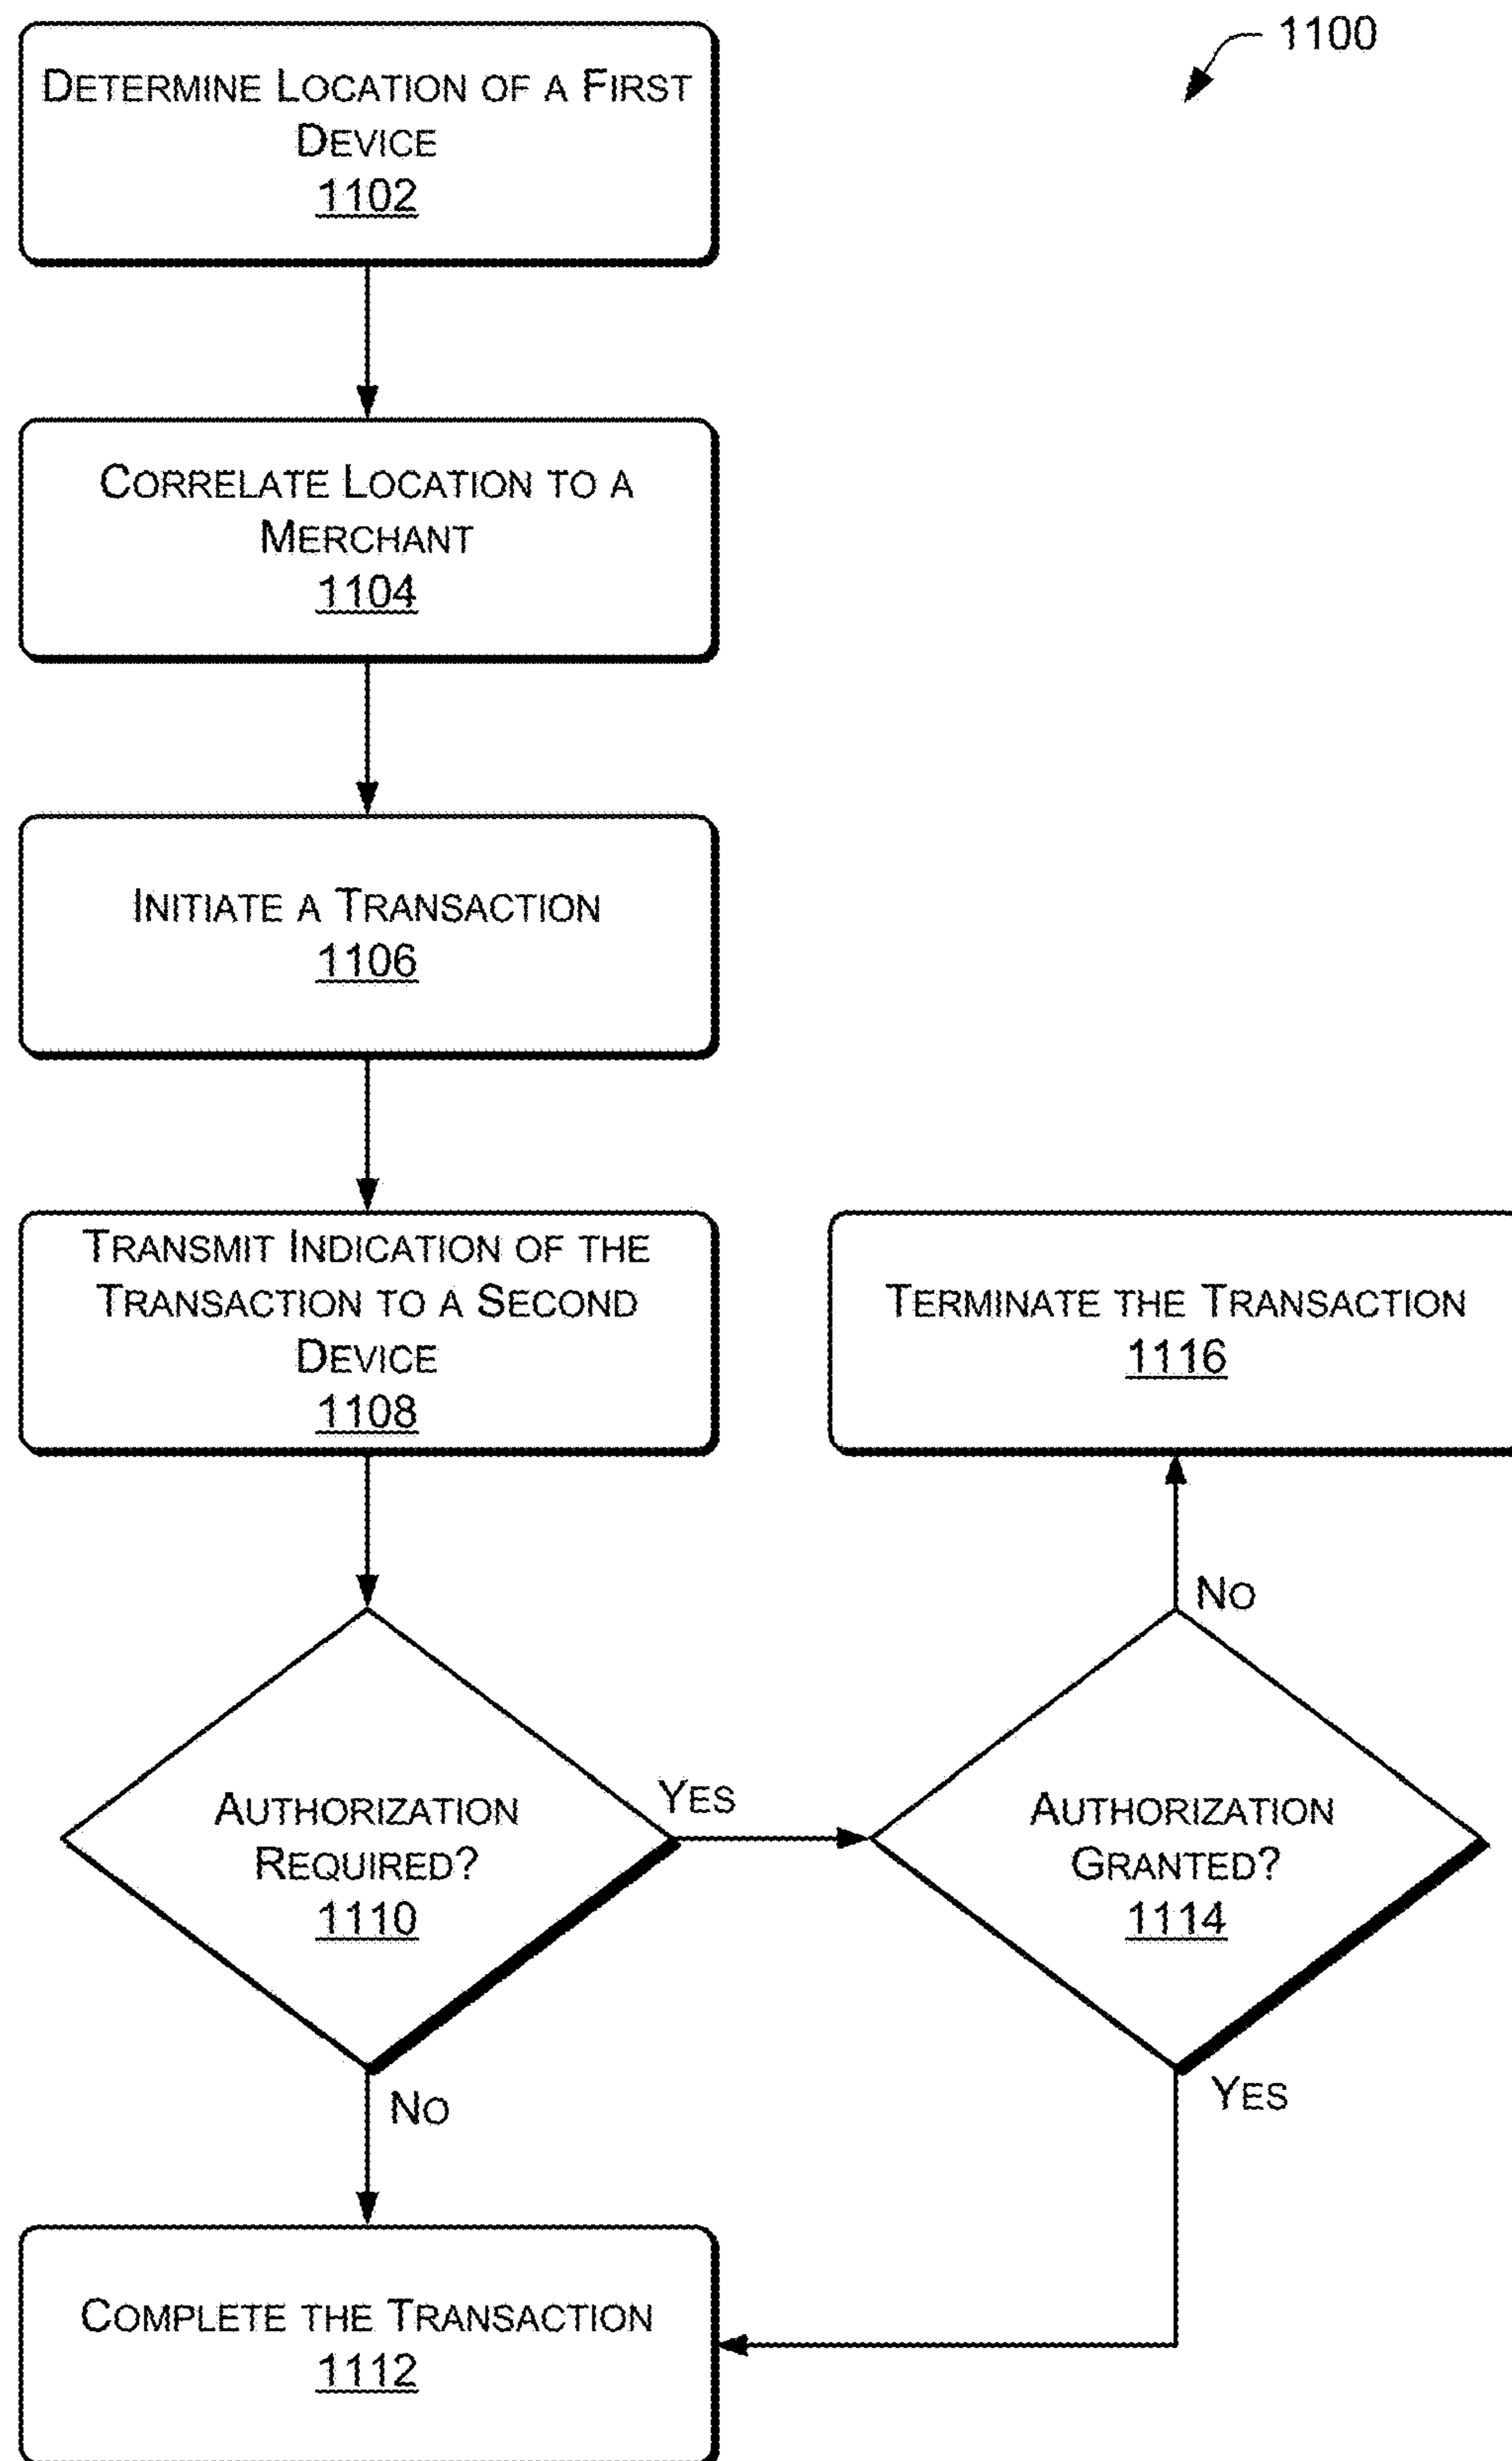 1100
DETERMINE LOCATION OF A FIRST
DEVICE
1102
CORRELATE LOCATION TO A
MERCHANT
1104
INITIATE A TRANSACTION
1106
TRANSMIT INDICATION OF THE
TRANSACTION TO A SECOND
DEVICE
1108
TERMINATE THE TRANSACTION
1116
NO
AUTHORIZATION
REQUIRED?
1110
YES
AUTHORIZATION
GRANTED?
1114
NO
YES
COMPLETE THE TRANSACTION
1112